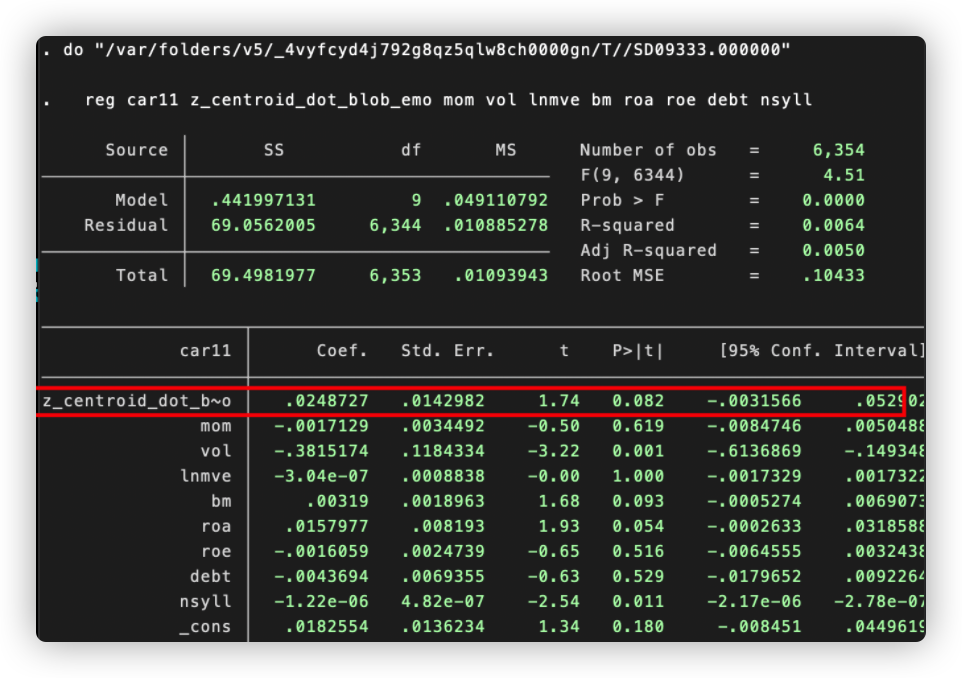 . do "/var/folders/v5/_4vyfcyd4j792g8qz5qlw8ch0000gn/T//SD09333.000000"
.   reg car11 z_centroid_dot_blob_emo mom vol lnmve bm roa roe debt nsyll
Source | SS df MS Number of obs = 6,354
F(9, 6344) = 4.51
Model | .441997131 9 .049110792 Prob > F = 0.0000
Residual | 69.0562005 6,344 .010885278 R-squared = 0.0064
Adj R-squared = 0.0050
Total | 69.4981977 6,353 .01093943 Root MSE = .10433
car11 | Coef. Std. Err. t P>|t| [95% Conf. Interval]
z_centroid_dot_b~o | .0248727 .0142982 1.74 0.082 -.0031566 .052902
mom | -.0017129 .0034492 -0.50 0.619 -.0084746 .0050488
vol | -.3815174 .1184334 -3.22 0.001 -.6136869 -.149348
lnmve | -3.04e-07 .0008838 -0.00 1.000 -.0017329 .0017322
bm | .00319 .0018963 1.68 0.093 -.0005274 .0069073
roa | .0157977 .008193 1.93 0.054 -.0002633 .0318588
roe | -.0016059 .0024739 -0.65 0.516 -.0064555 .0032438
debt | -.0043694 .0069355 -0.63 0.529 -.0179652 .0092264
nsyll | -1.22e-06 4.82e-07 -2.54 0.011 -2.17e-06 -2.78e-07
_cons | .0182554 .0136234 1.34 0.180 -.008451 .0449619